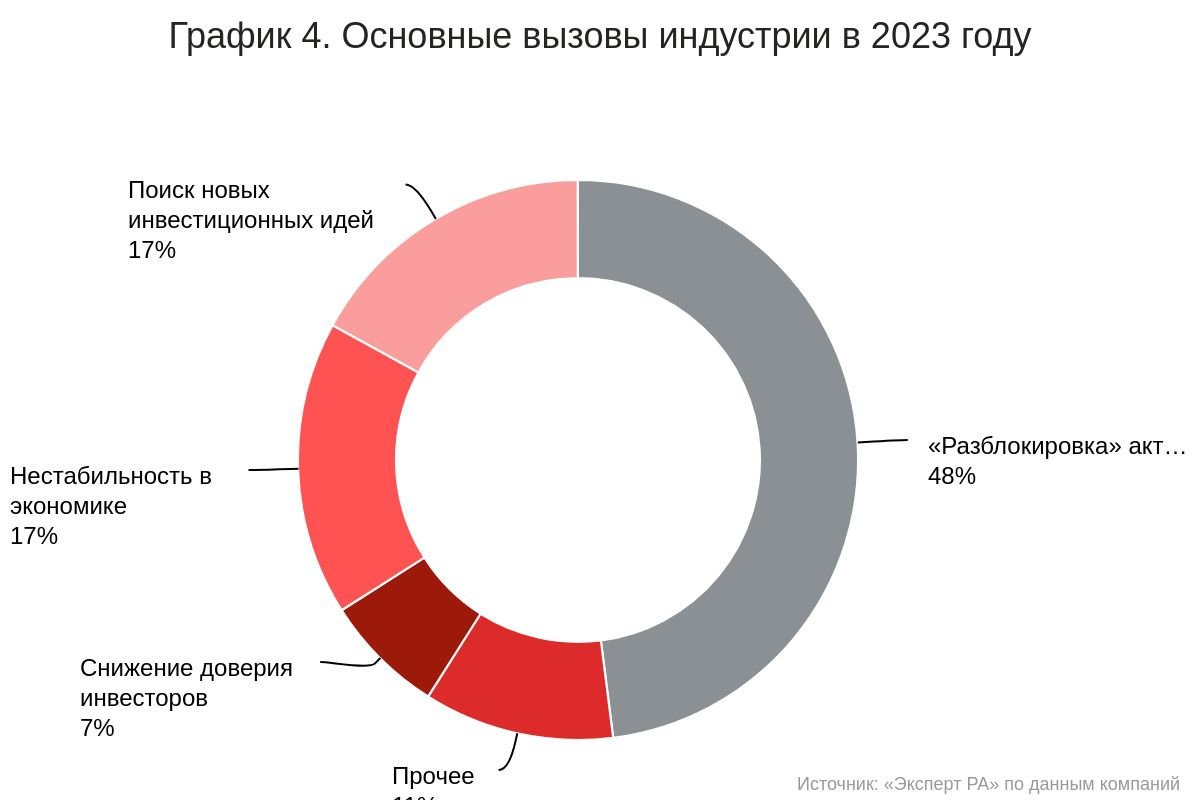 График 4. Основные вызовы индустрии в 2023 году
Поиск новых
инвестиционных идей
17%
«Разблокировка» акт…
48%
Нестабильность в
экономике
17%
Снижение доверия
инвесторов
7%
Прочее
11%
Источник: «Эксперт РА» по данным компаний